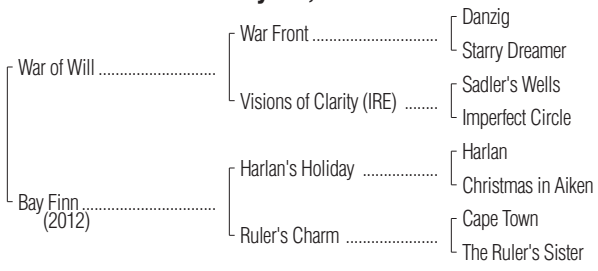 Danzig
War Front ....................................
Starry Dreamer
War of Will .................................
Sadler's Wells
Visions of Clarity (IRE) ........
Imperfect Circle
Harlan
Harlan's Holiday ..................
Christmas in Aiken
Bay Finn .....................................
(2012)
Cape Town
Ruler's Charm ......................
The Ruler's Sister